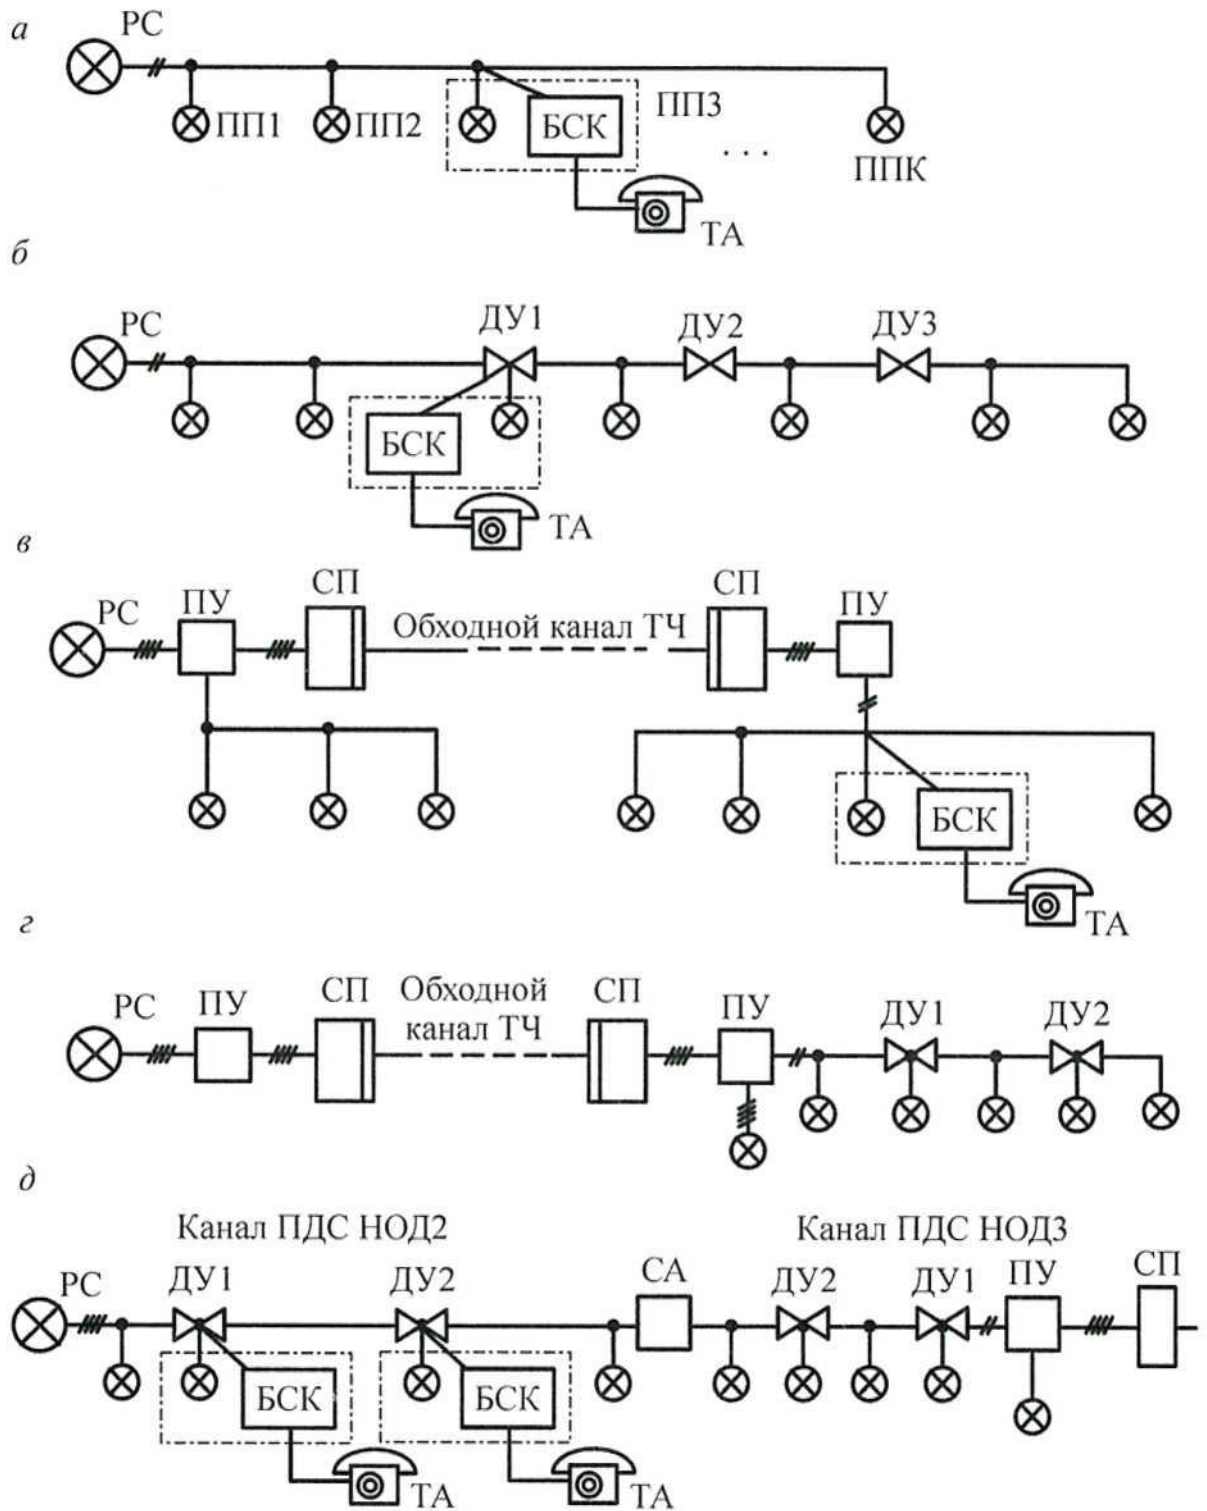 а
РС
ПП1
ПП2
БСК
ПП3
. . .
ППК
ТА
б
РС
ДУ1
ДУ2
ДУ3
БСК
ТА
в
РС
ПУ
СП
Обходной канал ТЧ
СП
ПУ
БСК
ТА
г
РС
ПУ
СП
Обходной
канал ТЧ
СП
ПУ
ДУ1
ДУ2
д
Канал ПДС НОД2
Канал ПДС НОД3
РС
ДУ1
ДУ2
СА
ДУ2
ДУ1
ПУ
СП
БСК
БСК
ТА
ТА